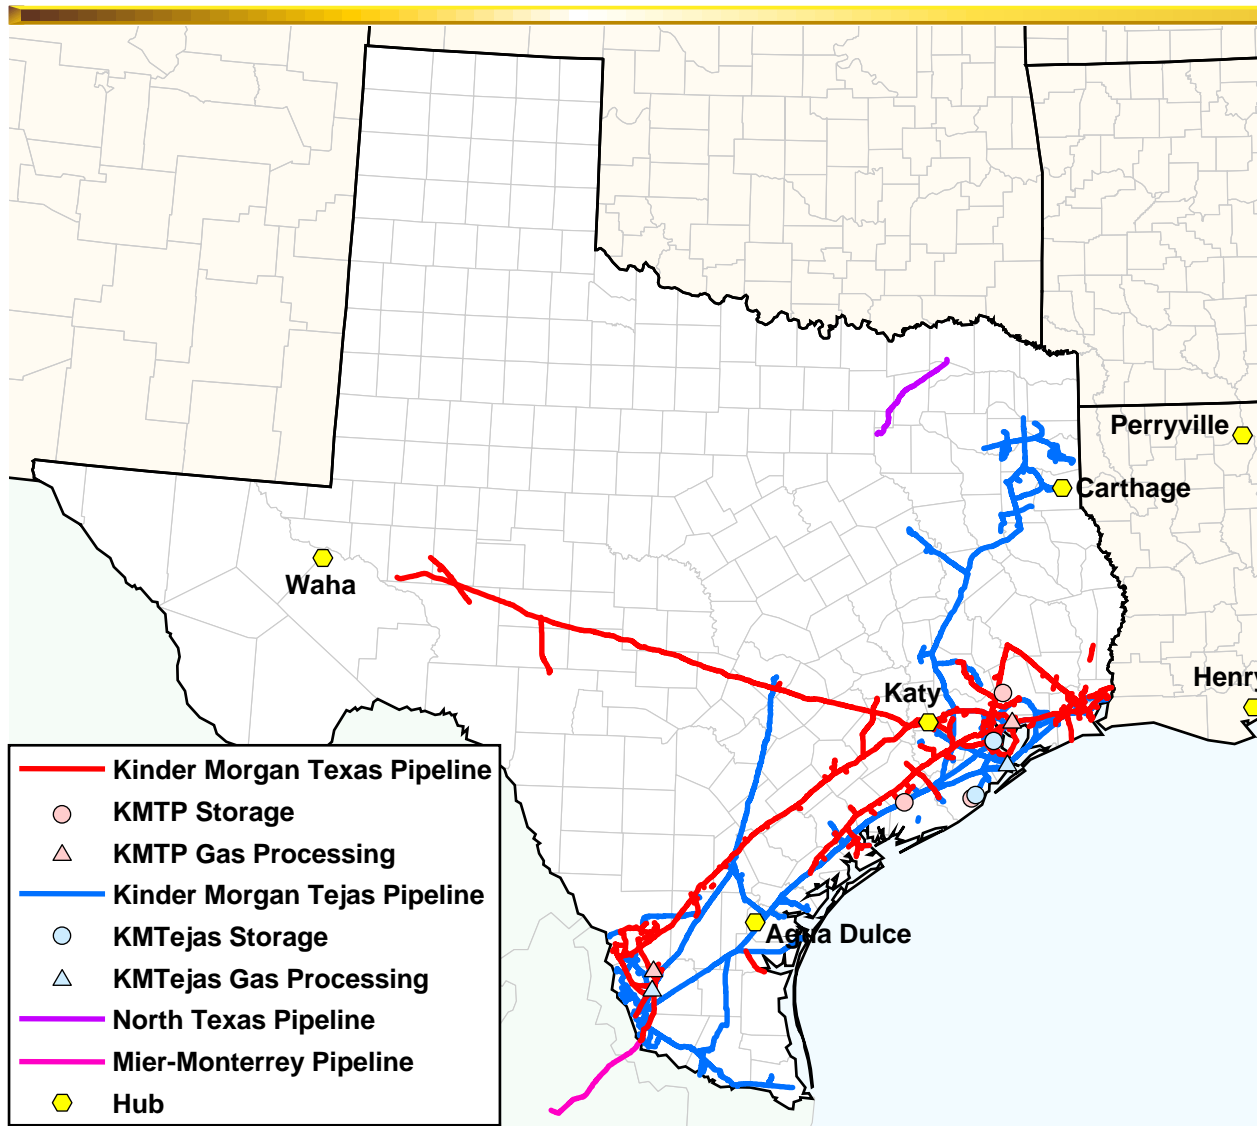 Perryville
Carthage
Waha
Henry
Katy
Agua Dulce
Kinder Morgan Texas Pipeline
KMTP Storage
KMTP Gas Processing
Kinder Morgan Tejas Pipeline
KMTejas Storage
KMTejas Gas Processing
North Texas Pipeline
Mier-Monterrey Pipeline
Hub